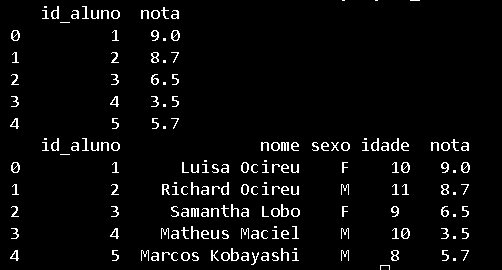 id_aluno nota
0 1 9.0
1 2 8.7
2 3 6.5
3 4 3.5
4 5 5.7
id_aluno nome sexo idade nota
0 1 Luisa Ocireu F 10 9.0
1 2 Richard Ocireu M 11 8.7
2 3 Samantha Lobo F 9 6.5
3 4 Matheus Maciel M 10 3.5
4 5 Marcos Kobayashi M 8 5.7